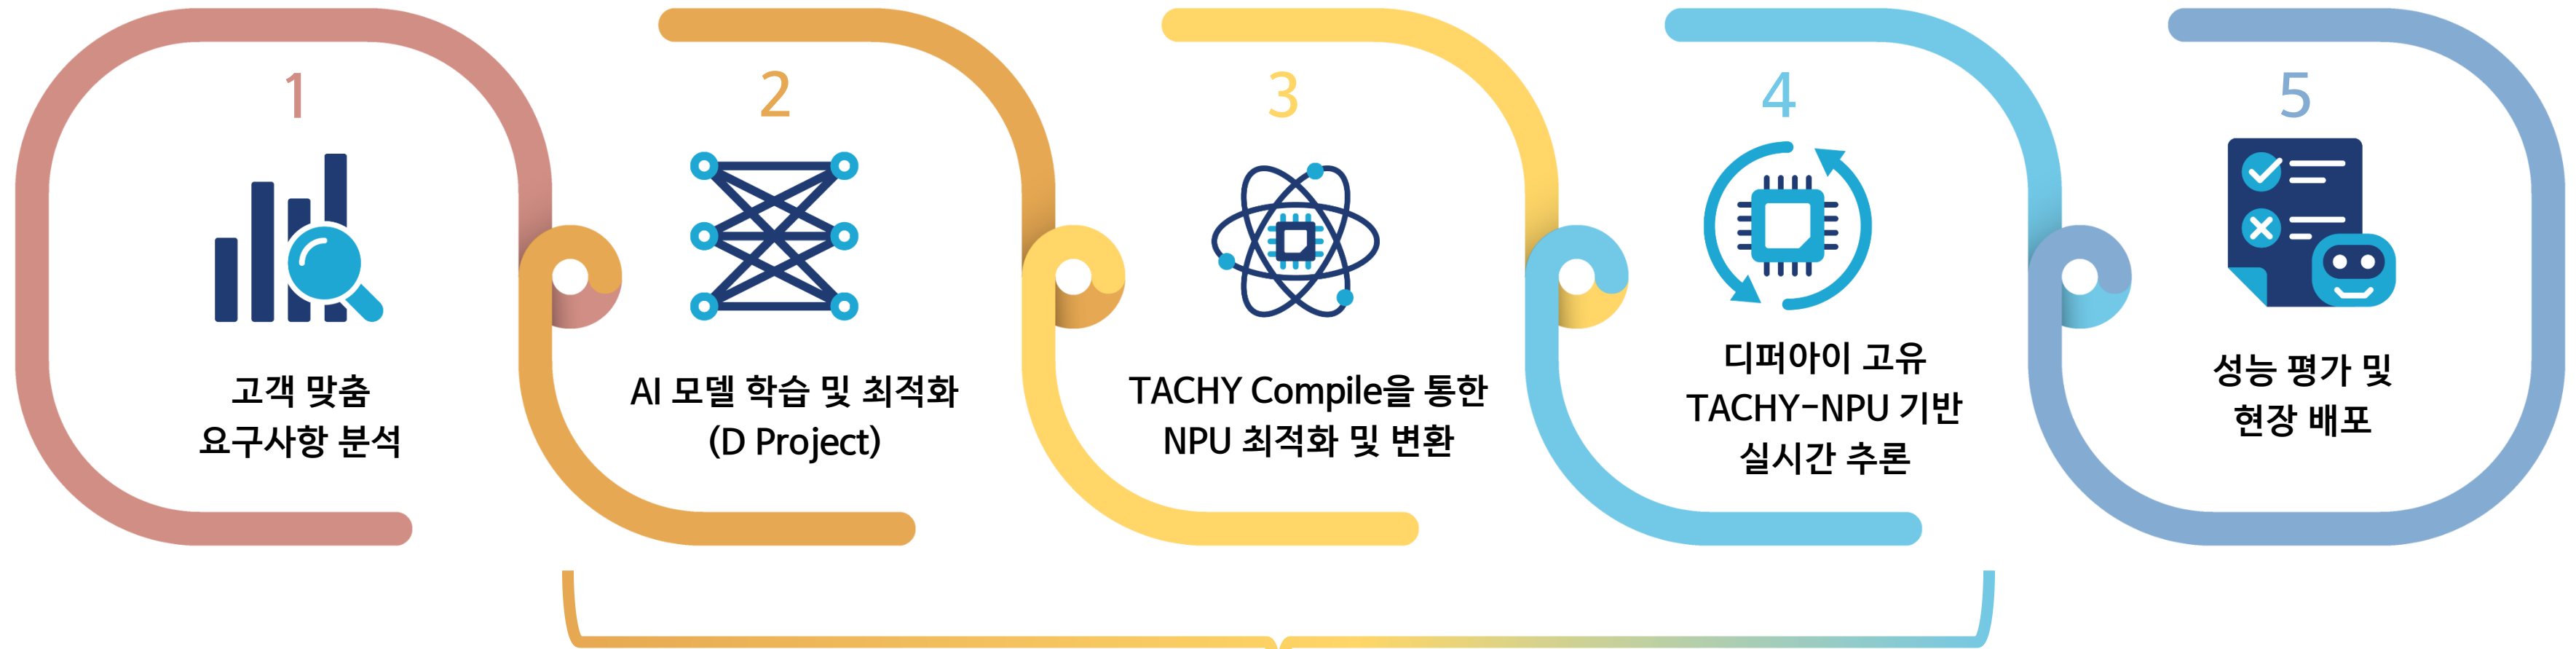 1
고객 맞춤
요구사항 분석
2
AI 모델 학습 및 최적화
(D Project)
3
TACHY Compile을 통한
NPU 최적화 및 변환
4
디퍼아이 고유
TACHY-NPU 기반
실시간 추론
5
성능 평가 및
현장 배포